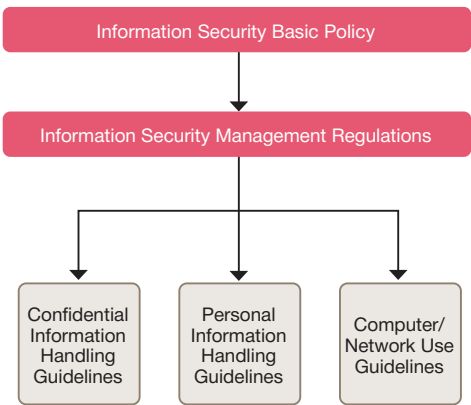 Information Security Basic Policy
Information Security Management Regulations
Confidential
Information
Handling
Guidelines
Personal
Information
Handling
Guidelines
Computer/
Network Use
Guidelines